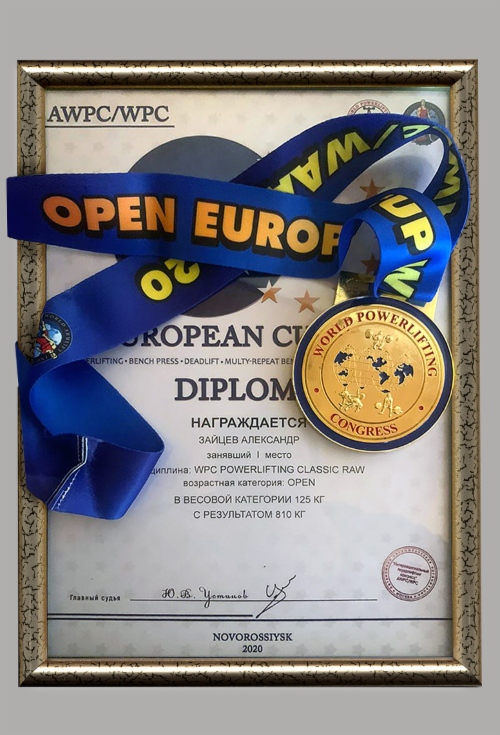 AWPC/WPC
OPEN EUROP
20
EUROPEAN CU
ERLIFTING • BENCH PRESS • DEADLIFT • MULTY-REPEAT BEN
DIPLOM
НАГРАЖДАЕТСЯ
ЗАЙЦЕВ АЛЕКСАНДР
занявший I место
циплина: WPC POWERLIFTING CLASSIC RAW
возрастная категория: OPEN
В ВЕСОВОЙ КАТЕГОРИИ 125 КГ
С РЕЗУЛЬТАТОМ 810 КГ
WORLD POWERLIFTING
CONGRESS
Главный судья Ю.В. Устинов
NOVOROSSIYSK
2020